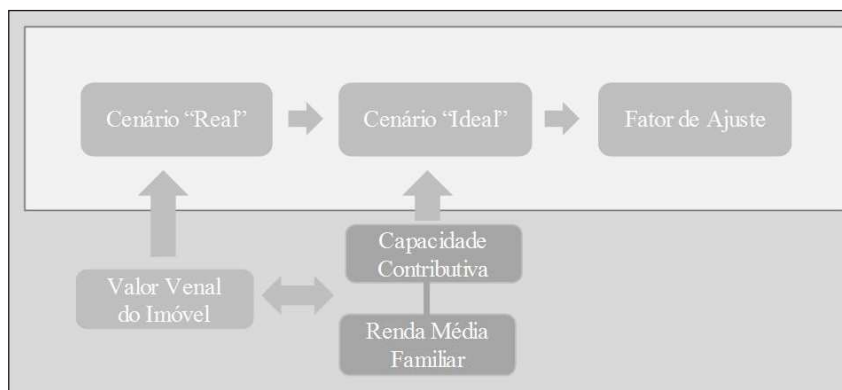 Cenário “Real”
Cenário “Ideal”
Fator de Ajuste
Valor Venal
do Imóvel
Capacidade
Contributiva
Renda Média
Familiar